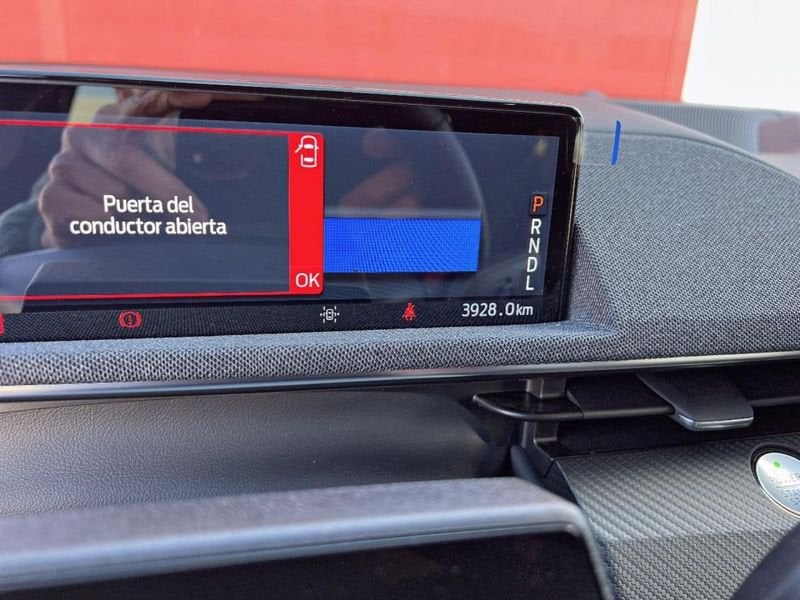 Puerta del
conductor abierta
OK
P
R
N
D
L
3928.0km